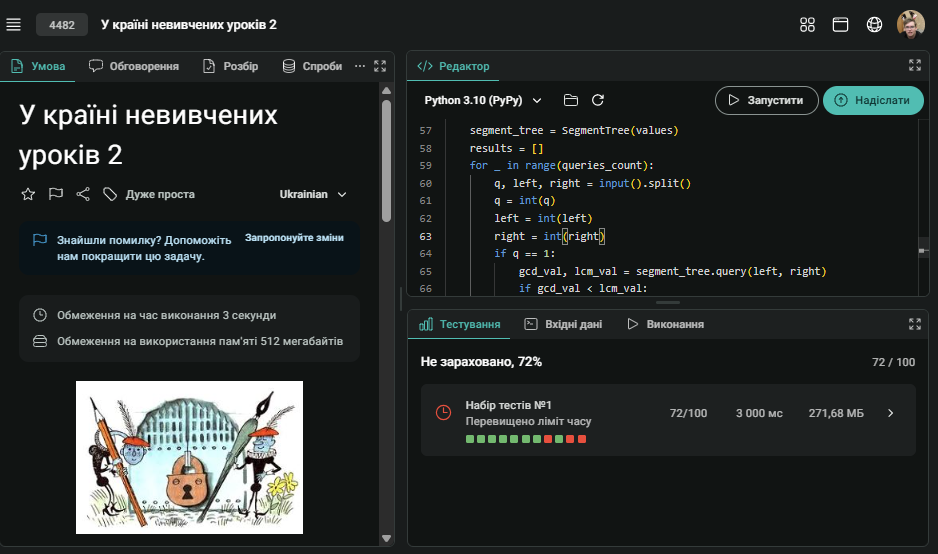 4482
У країні невивчених уроків 2
Умова
Обговорення
Розбір
Спроби
У країні невивчених
уроків 2
Дуже проста
Ukrainian
Знайшли помилку? Допоможіть
нам покращити цю задачу.
Запропонуйте зміни
Обмеження на час виконання 3 секунди
Обмеження на використання пам'яті 512 мегабайтів
</> Редактор
Python 3.10 (PyPy)
Запустити
Надіслати
57 segment_tree = SegmentTree(values)
58 results = []
59 for _ in range(queries_count):
60 q, left, right = input().split()
61 q = int(q)
62 left = int(left)
63 right = int(right)
64 if q == 1:
65 gcd_val, lcm_val = segment_tree.query(left, right)
66 if gcd_val < lcm_val:
Тестування
Вхідні дані
Виконання
Не зараховано, 72%
72 / 100
Набір тестів №1
Перевищено ліміт часу
72/100
3 000 мс
271,68 МБ